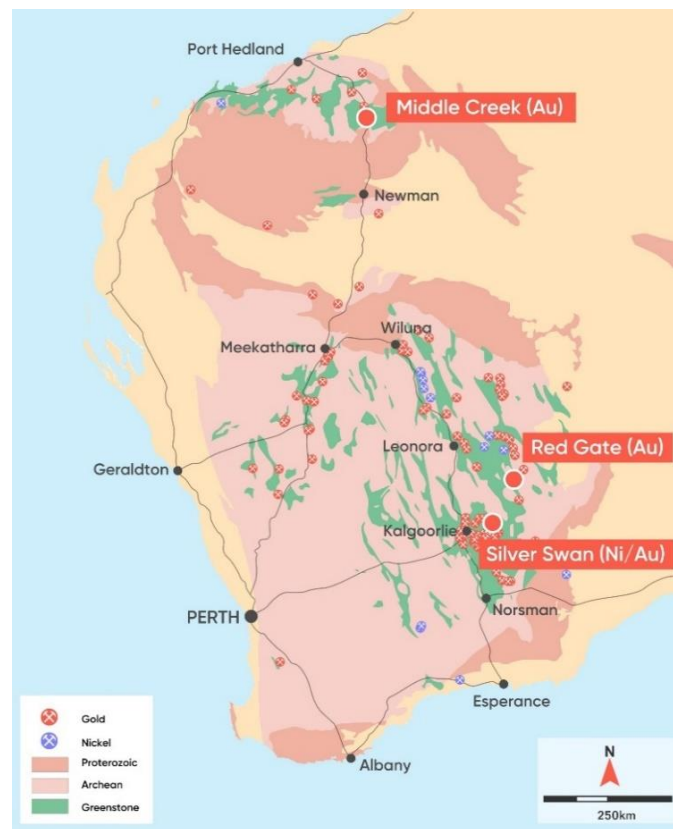 Port Hedland
Middle Creek (Au)
Newman
Wiluna
Meekatharra
Leonora
Red Gate (Au)
Geraldton
Kalgoorlie
Silver Swan (Ni/Au)
Norsman
PERTH
Esperance
Albany
Gold
Nickel
Proterozoic
Archean
Greenstone
N
250km